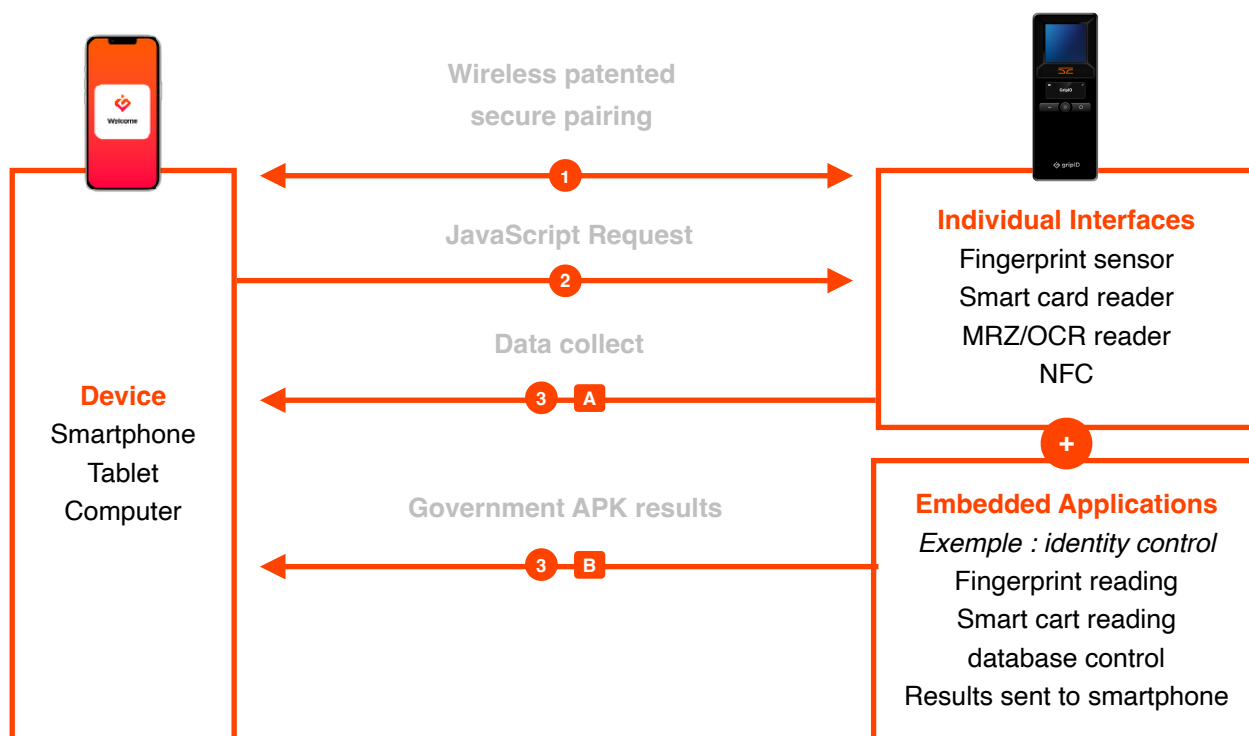 Welcome
GripID
gripID
Wireless patented
secure pairing
1
JavaScript Request
2
Data collect
3 A
Government APK results
3 B
Device
Smartphone
Tablet
Computer
Individual Interfaces
Fingerprint sensor
Smart card reader
MRZ/OCR reader
NFC
+
Embedded Applications
Exemple : identity control
Fingerprint reading
Smart cart reading
database control
Results sent to smartphone